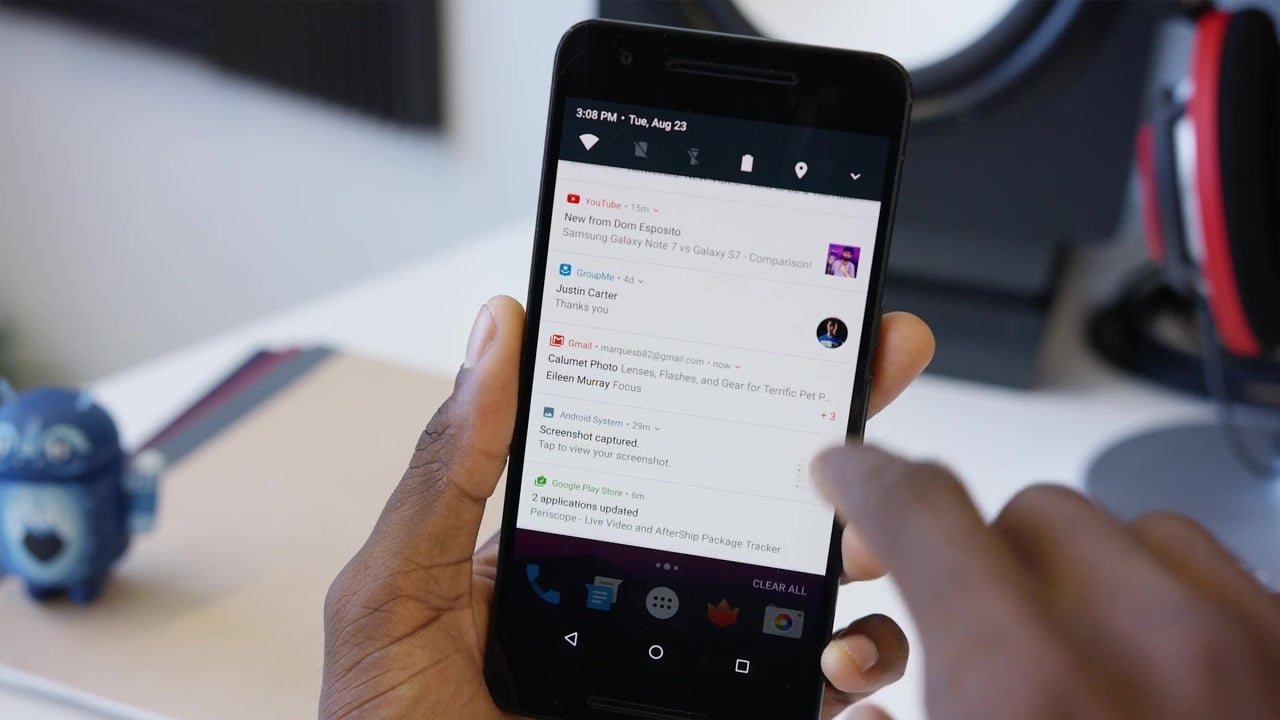 3:08 PM • Tue, Aug 23
YouTube • 15m
New from Dom Esposito
Samsung Galaxy Note 7 vs Galaxy S7 - Comparison!
GroupMe • 4d
Justin Carter
Thank you
Gmail • marquesb82@gmail.com • now
Calumet Photo Lenses, Flashes, and Gear for Terrific Pet P...
Eileen Murray Focus
+ 3
Android System • 29m
Screenshot captured.
Tap to view your screenshot.
Google Play Store • 6m
2 applications updated
Periscope - Live Video and AfterShip Package Tracker
CLEAR ALL